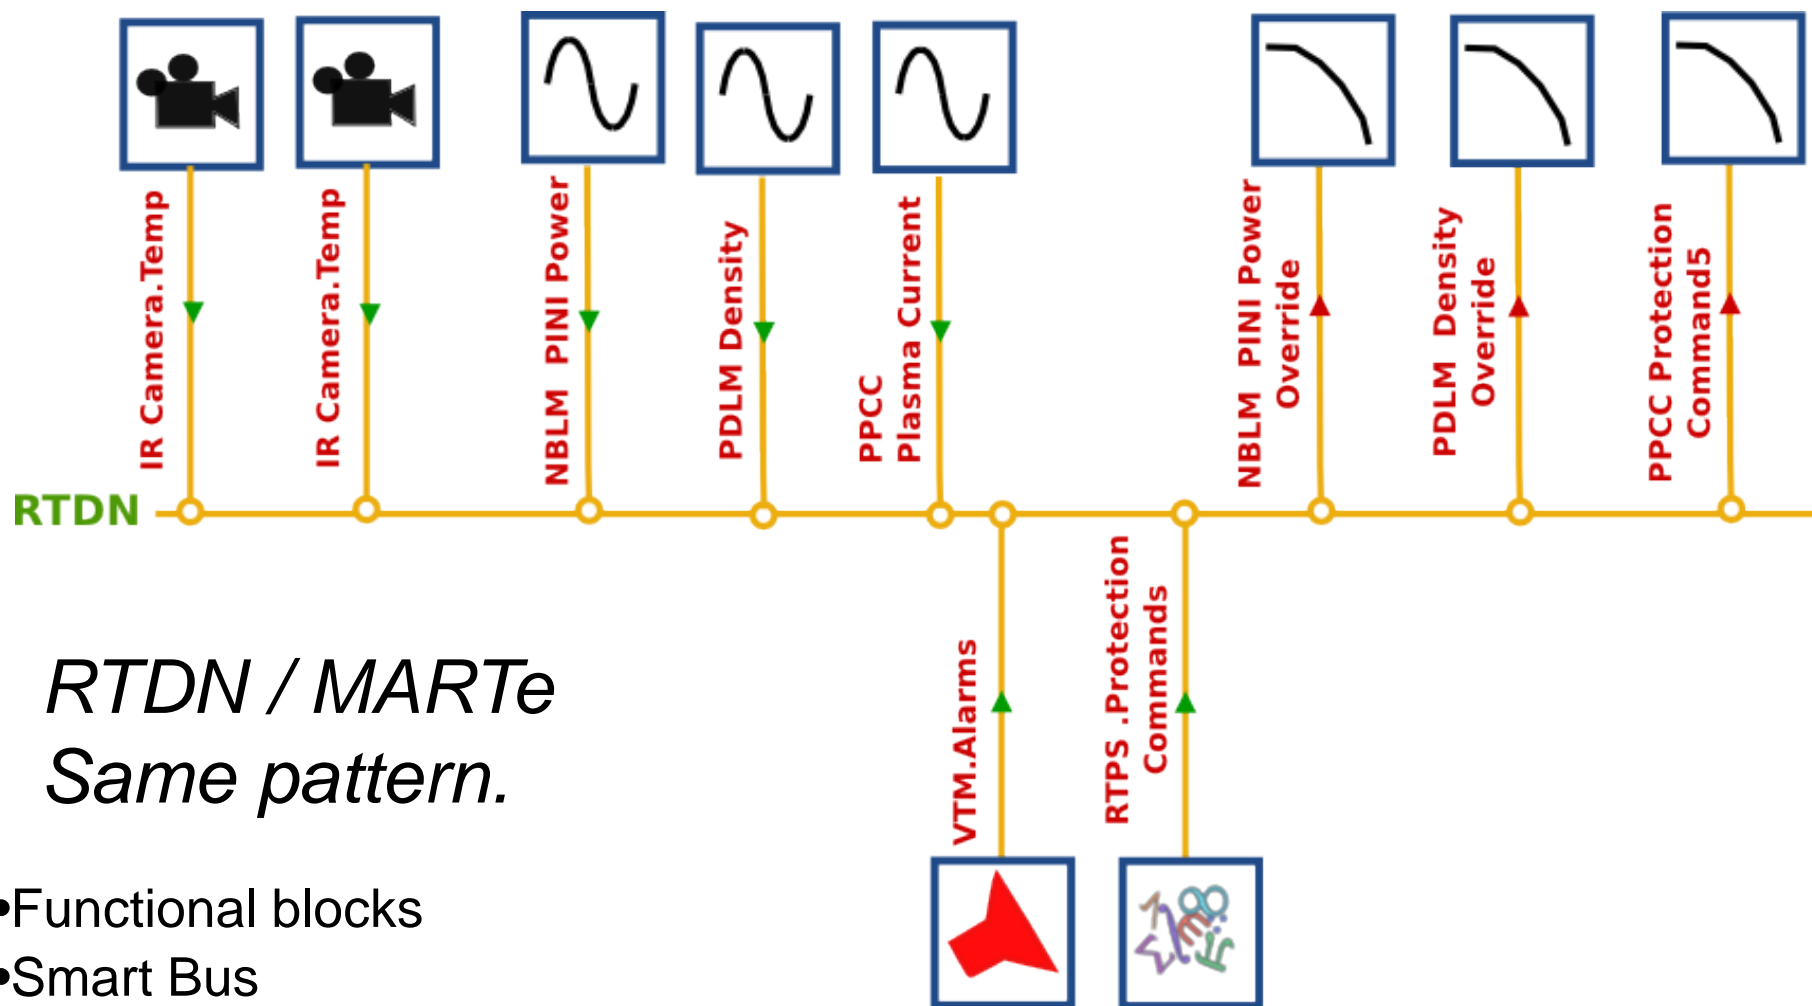 IR Camera.Temp
IR Camera.Temp
NBLM  PINI Power
PDLM Density
PPCC
Plasma Current
NBLM  PINI Power
Override
PDLM  Density
Override
PPCC Protection
Command5
RTDN
VTM.Alarms
RTPS .Protection
Commands
RTDN / MARTe
Same pattern.
•Functional blocks
•Smart Bus